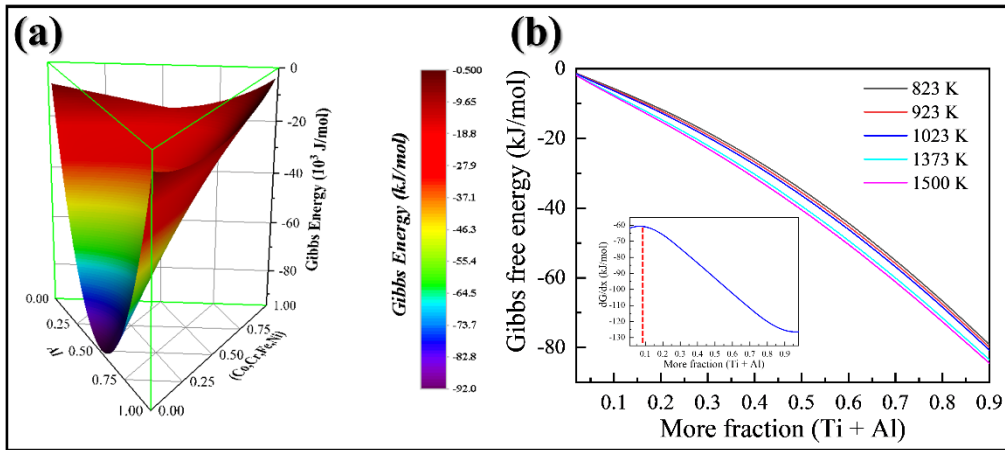 (a)
0
-20
-40
-60
-80
Gibbs Energy (10³ J/mol)
0.00
0.25
0.50
0.75
1.00
Al
0.00
0.25
0.50
0.75
1.00
(Co,Cr,Fe,Ni)
Gibbs Energy (kJ/mol)
-0.500
-9.65
-18.8
-27.9
-37.1
-46.3
-55.4
-64.5
-73.7
-82.8
-92.0
(b)
0
-20
-40
-60
-80
Gibbs free energy (kJ/mol)
823 K
923 K
1023 K
1373 K
1500 K
-60
-70
-80
-90
-100
-110
-120
-130
dG/dx (kJ/mol)
0.1 0.2 0.3 0.4 0.5 0.6 0.7 0.8 0.9
More fraction (Ti + Al)
0.1 0.2 0.3 0.4 0.5 0.6 0.7 0.8 0.9
More fraction (Ti + Al)